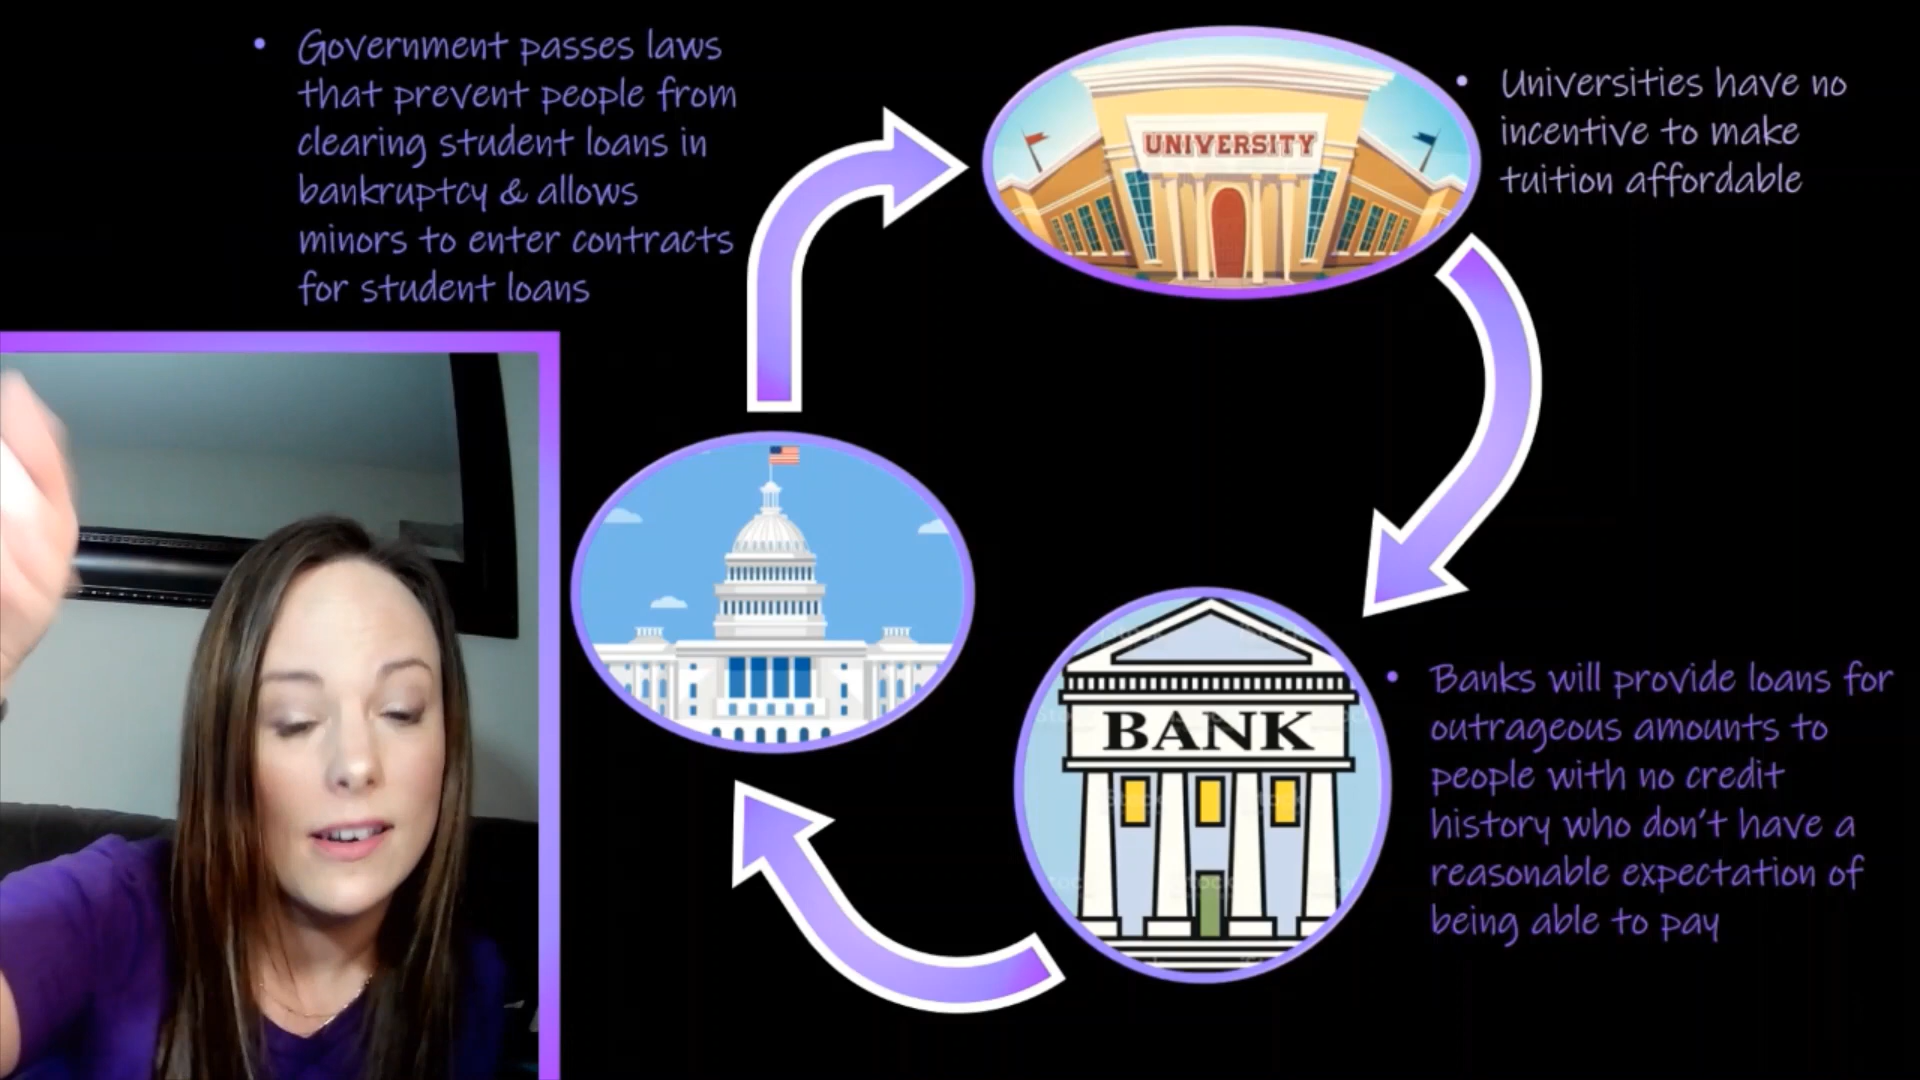 Government passes laws
that prevent people from
clearing student loans in
bankruptcy & allows
minors to enter contracts
for student loans
UNIVERSITY
Universities have no
incentive to make
tuition affordable
BANK
Banks will provide loans for
outrageous amounts to
people with no credit
history who don't have a
reasonable expectation of
being able to pay